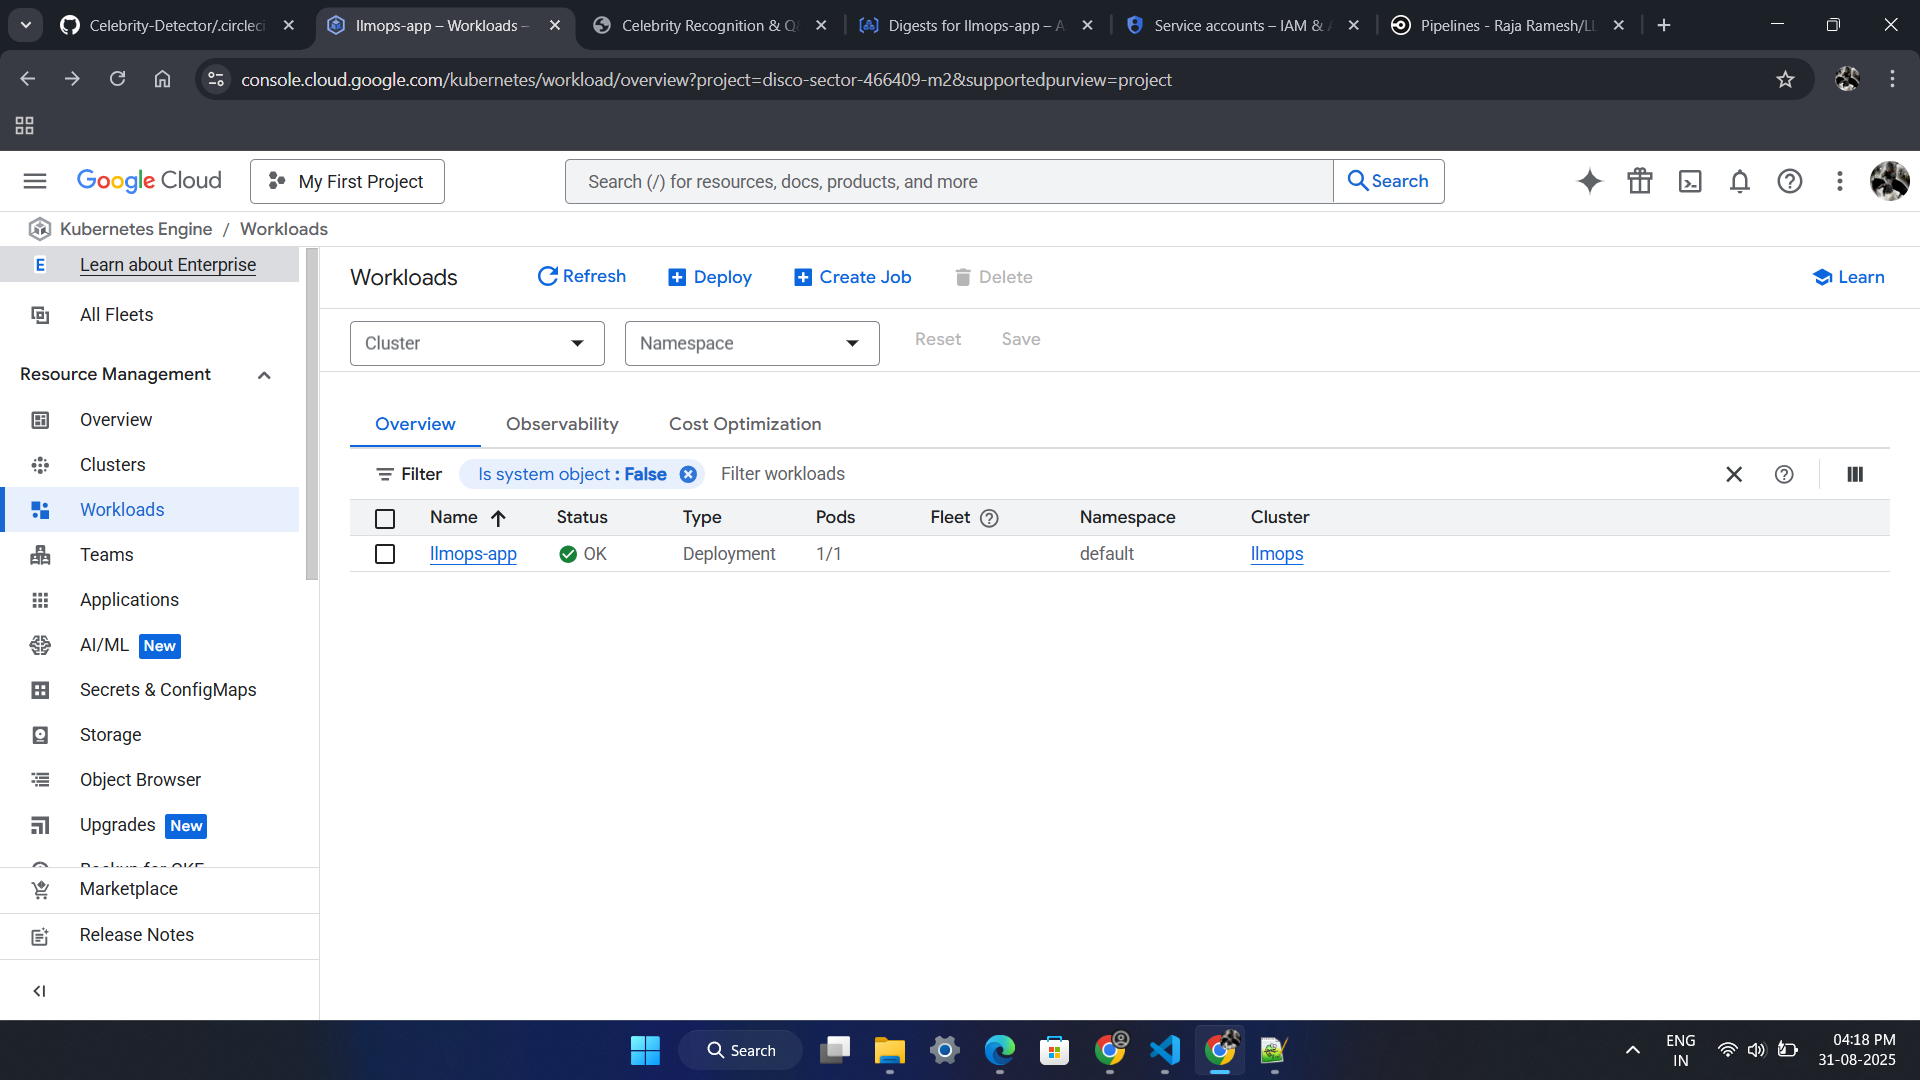 Celebrity-Detector/.circleci
llmops-app – Workloads –
Celebrity Recognition & Q&
Digests for llmops-app – A
Service accounts – IAM & A
Pipelines - Raja Ramesh/LL
console.cloud.google.com/kubernetes/workload/overview?project=disco-sector-466409-m2&supportedpurview=project
Google Cloud
My First Project
Search (/) for resources, docs, products, and more
Search
Kubernetes Engine / Workloads
E Learn about Enterprise
All Fleets
Resource Management
Overview
Clusters
Workloads
Teams
Applications
AI/ML New
Secrets & ConfigMaps
Storage
Object Browser
Upgrades New
Backup for GKE
Marketplace
Release Notes
Workloads
Refresh
Deploy
Create Job
Delete
Learn
Cluster
Namespace
Reset
Save
Overview
Observability
Cost Optimization
Filter
Is system object : False
Filter workloads
Name Status Type Pods Fleet Namespace Cluster
llmops-app OK Deployment 1/1 default llmops
Search
ENG
IN
04:18 PM
31-08-2025